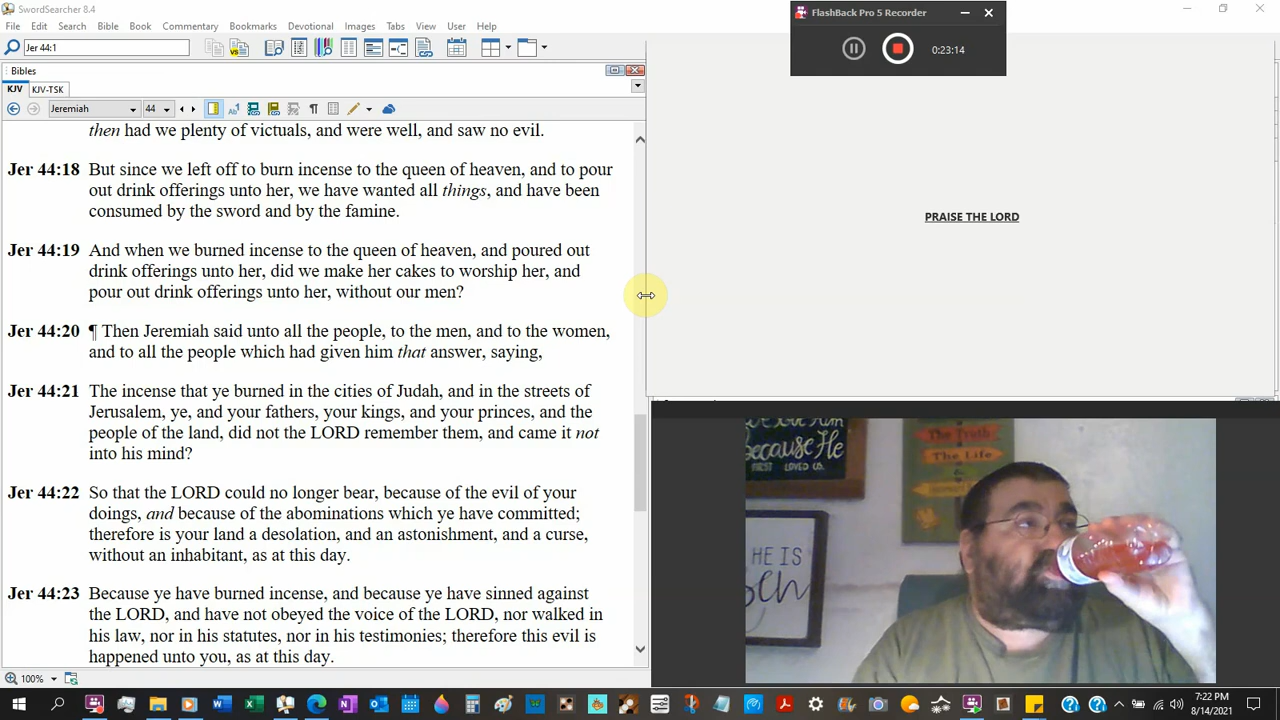 SwordSearcher 8.4
FlashBack Pro 5 Recorder
File Edit Search Bible Book Commentary Bookmarks Devotional Images Tabs View User Help
0:23:14
Jer 44:1
VS
Bibles
KJV KJV-TSK
Jeremiah 44
then had we plenty of victuals, and were well, and saw no evil.
Jer 44:18 But since we left off to burn incense to the queen of heaven, and to pour
out drink offerings unto her, we have wanted all things, and have been
consumed by the sword and by the famine.
Jer 44:19 And when we burned incense to the queen of heaven, and poured out
drink offerings unto her, did we make her cakes to worship her, and
pour out drink offerings unto her, without our men?
Jer 44:20 ¶ Then Jeremiah said unto all the people, to the men, and to the women,
and to all the people which had given him that answer, saying,
Jer 44:21 The incense that ye burned in the cities of Judah, and in the streets of
Jerusalem, ye, and your fathers, your kings, and your princes, and the
people of the land, did not the LORD remember them, and came it not
into his mind?
Jer 44:22 So that the LORD could no longer bear, because of the evil of your
doings, and because of the abominations which ye have committed;
therefore is your land a desolation, and an astonishment, and a curse,
without an inhabitant, as at this day.
Jer 44:23 Because ye have burned incense, and because ye have sinned against
the LORD, and have not obeyed the voice of the LORD, nor walked in
his law, nor in his statutes, nor in his testimonies; therefore this evil is
happened unto you, as at this day.
PRAISE THE LORD
because He
FIRST LOVED
The Truth
The Life
HE IS
100%
7:22 PM
8/14/2021